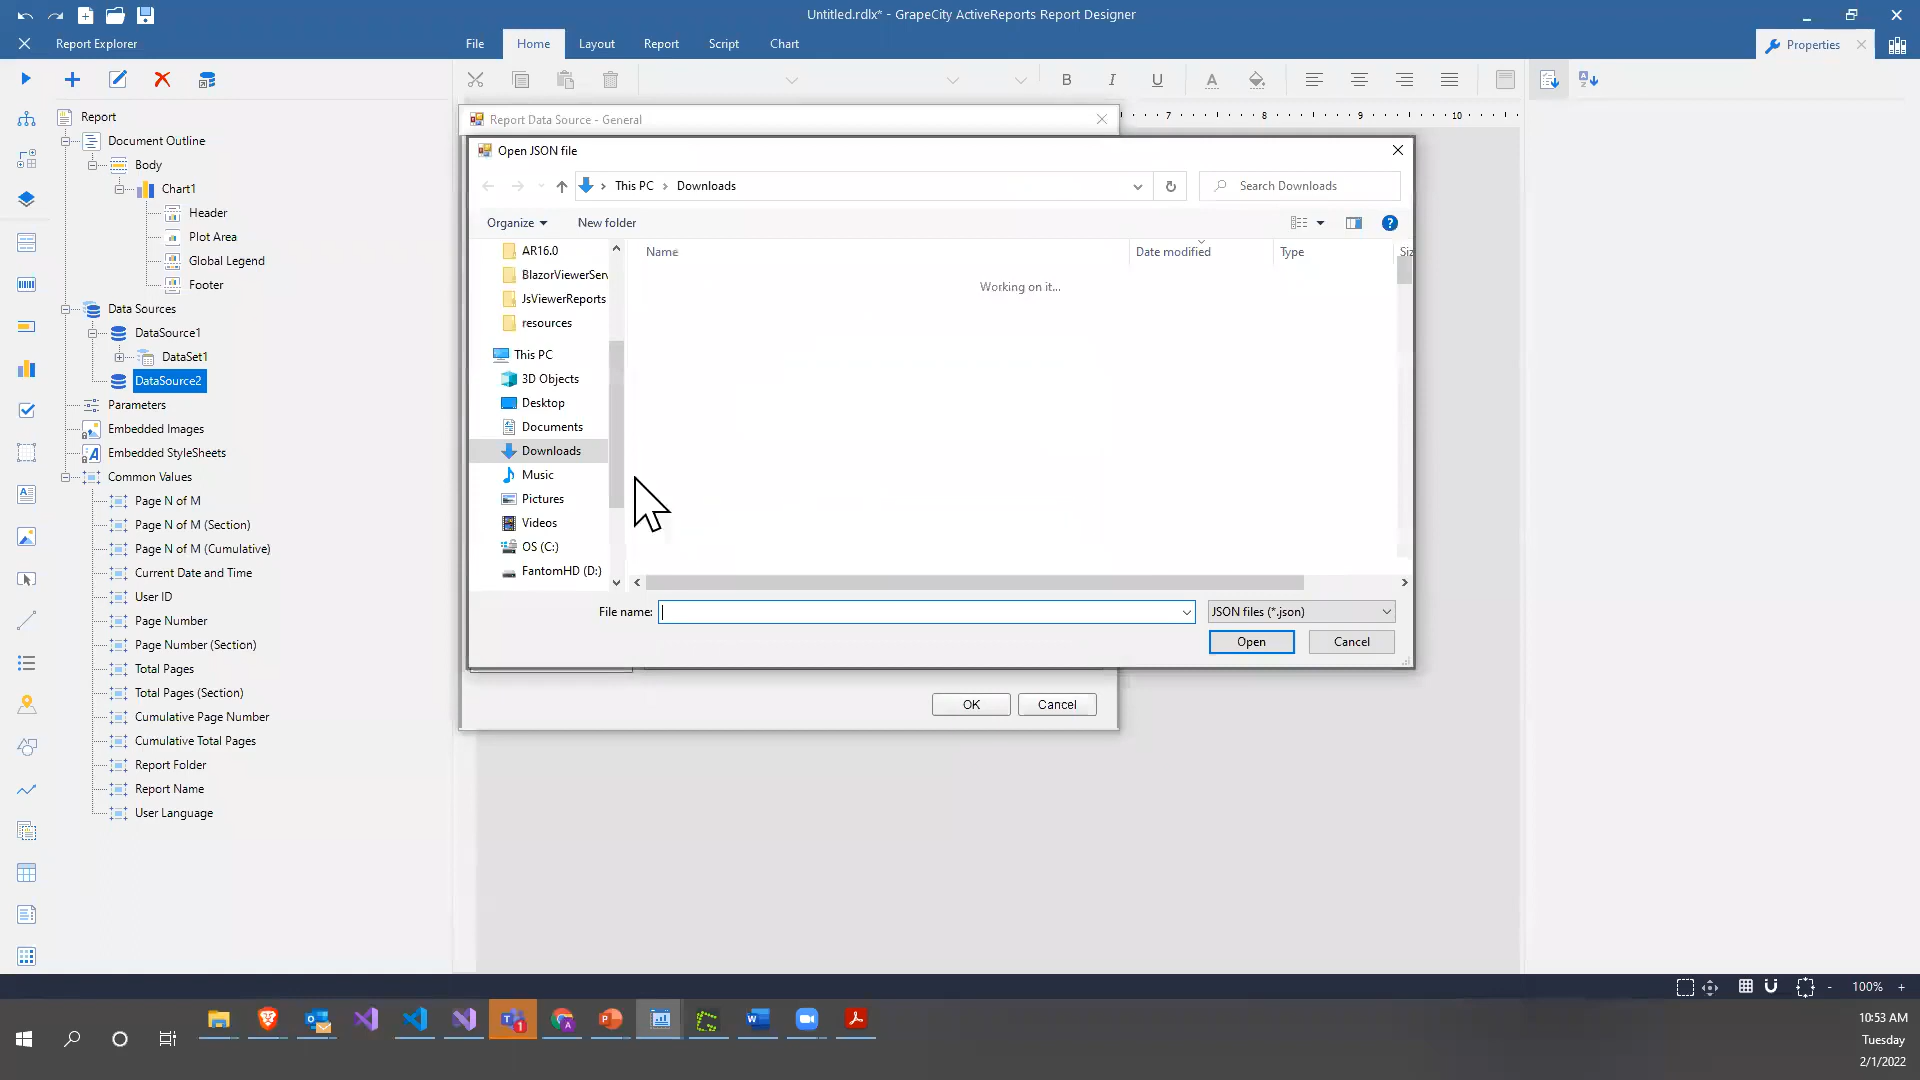 Untitled.rdlx* - GrapeCity ActiveReports Report Designer
Report Explorer
File
Home
Layout
Report
Script
Chart
Properties
B
I
U
A
Report
Document Outline
Body
Chart1
Header
Plot Area
Global Legend
Footer
Data Sources
DataSource1
DataSet1
DataSource2
Parameters
Embedded Images
Embedded StyleSheets
Common Values
Page N of M
Page N of M (Section)
Page N of M (Cumulative)
Current Date and Time
User ID
Page Number
Page Number (Section)
Total Pages
Total Pages (Section)
Cumulative Page Number
Cumulative Total Pages
Report Folder
Report Name
User Language
Report Data Source - General
7 8 9 10
Open JSON file
This PC > Downloads
Search Downloads
Organize
New folder
?
Name
Date modified
Type
Siz
Working on it...
AR16.0
BlazorViewerServ
JsViewerReports
resources
This PC
3D Objects
Desktop
Documents
Downloads
Music
Pictures
Videos
OS (C:)
FantomHD (D:)
File name:
JSON files (*.json)
Open
Cancel
OK
Cancel
- 100% +
10:53 AM
Tuesday
2/1/2022